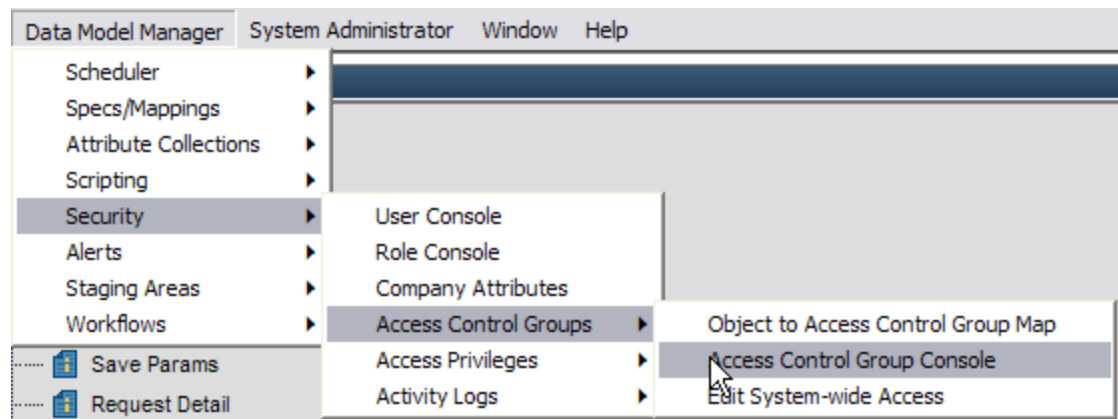 Data Model Manager System Administrator Window Help
Scheduler
Specs/Mappings
Attribute Collections
Scripting
Security
Alerts
Staging Areas
Workflows
Save Params
Request Detail
User Console
Role Console
Company Attributes
Access Control Groups
Access Privileges
Activity Logs
Object to Access Control Group Map
Access Control Group Console
Edit System-wide Access